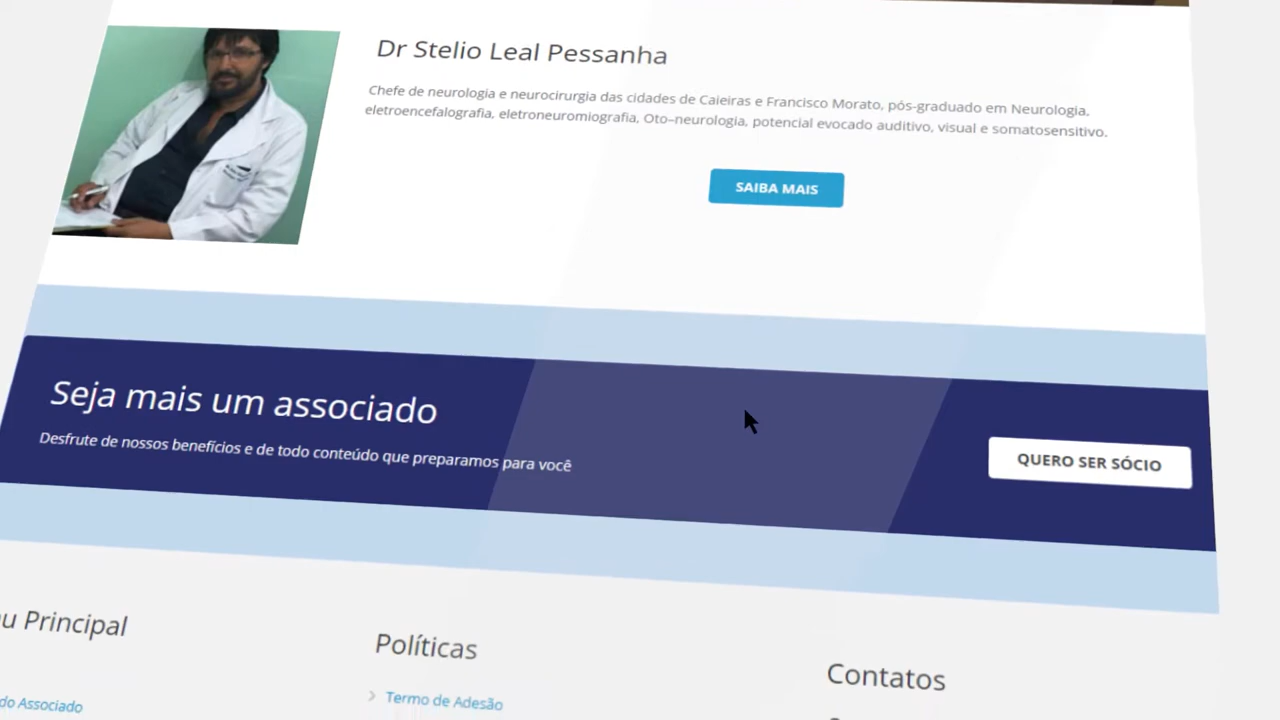 Dr Stelio Leal Pessanha
Chefe de neurologia e neurocirurgia das cidades de Caieiras e Francisco Morato, pós-graduado em Neurologia,
eletroencefalografia, eletroneuromiografia, Oto–neurologia, potencial evocado auditivo, visual e somatosensitivo.
SAIBA MAIS
Seja mais um associado
Desfrute de nossos benefícios e de todo conteúdo que preparamos para você
QUERO SER SÓCIO
Principal
Políticas
Contatos
do Associado
Termo de Adesão